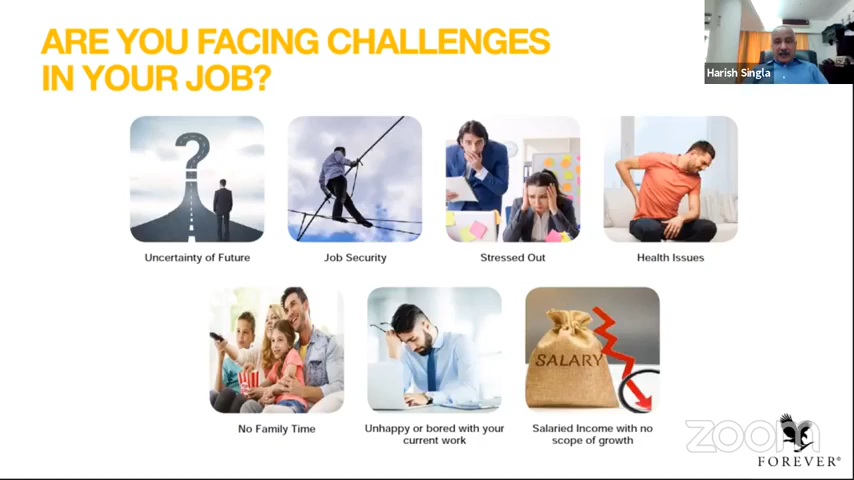 ARE YOU FACING CHALLENGES
IN YOUR JOB?
Harish Singla
Uncertainty of Future
Job Security
Stressed Out
Health Issues
SALARY
No Family Time
Unhappy or bored with your
current work
Salaried Income with no
scope of growth
zoom
FOREVER®